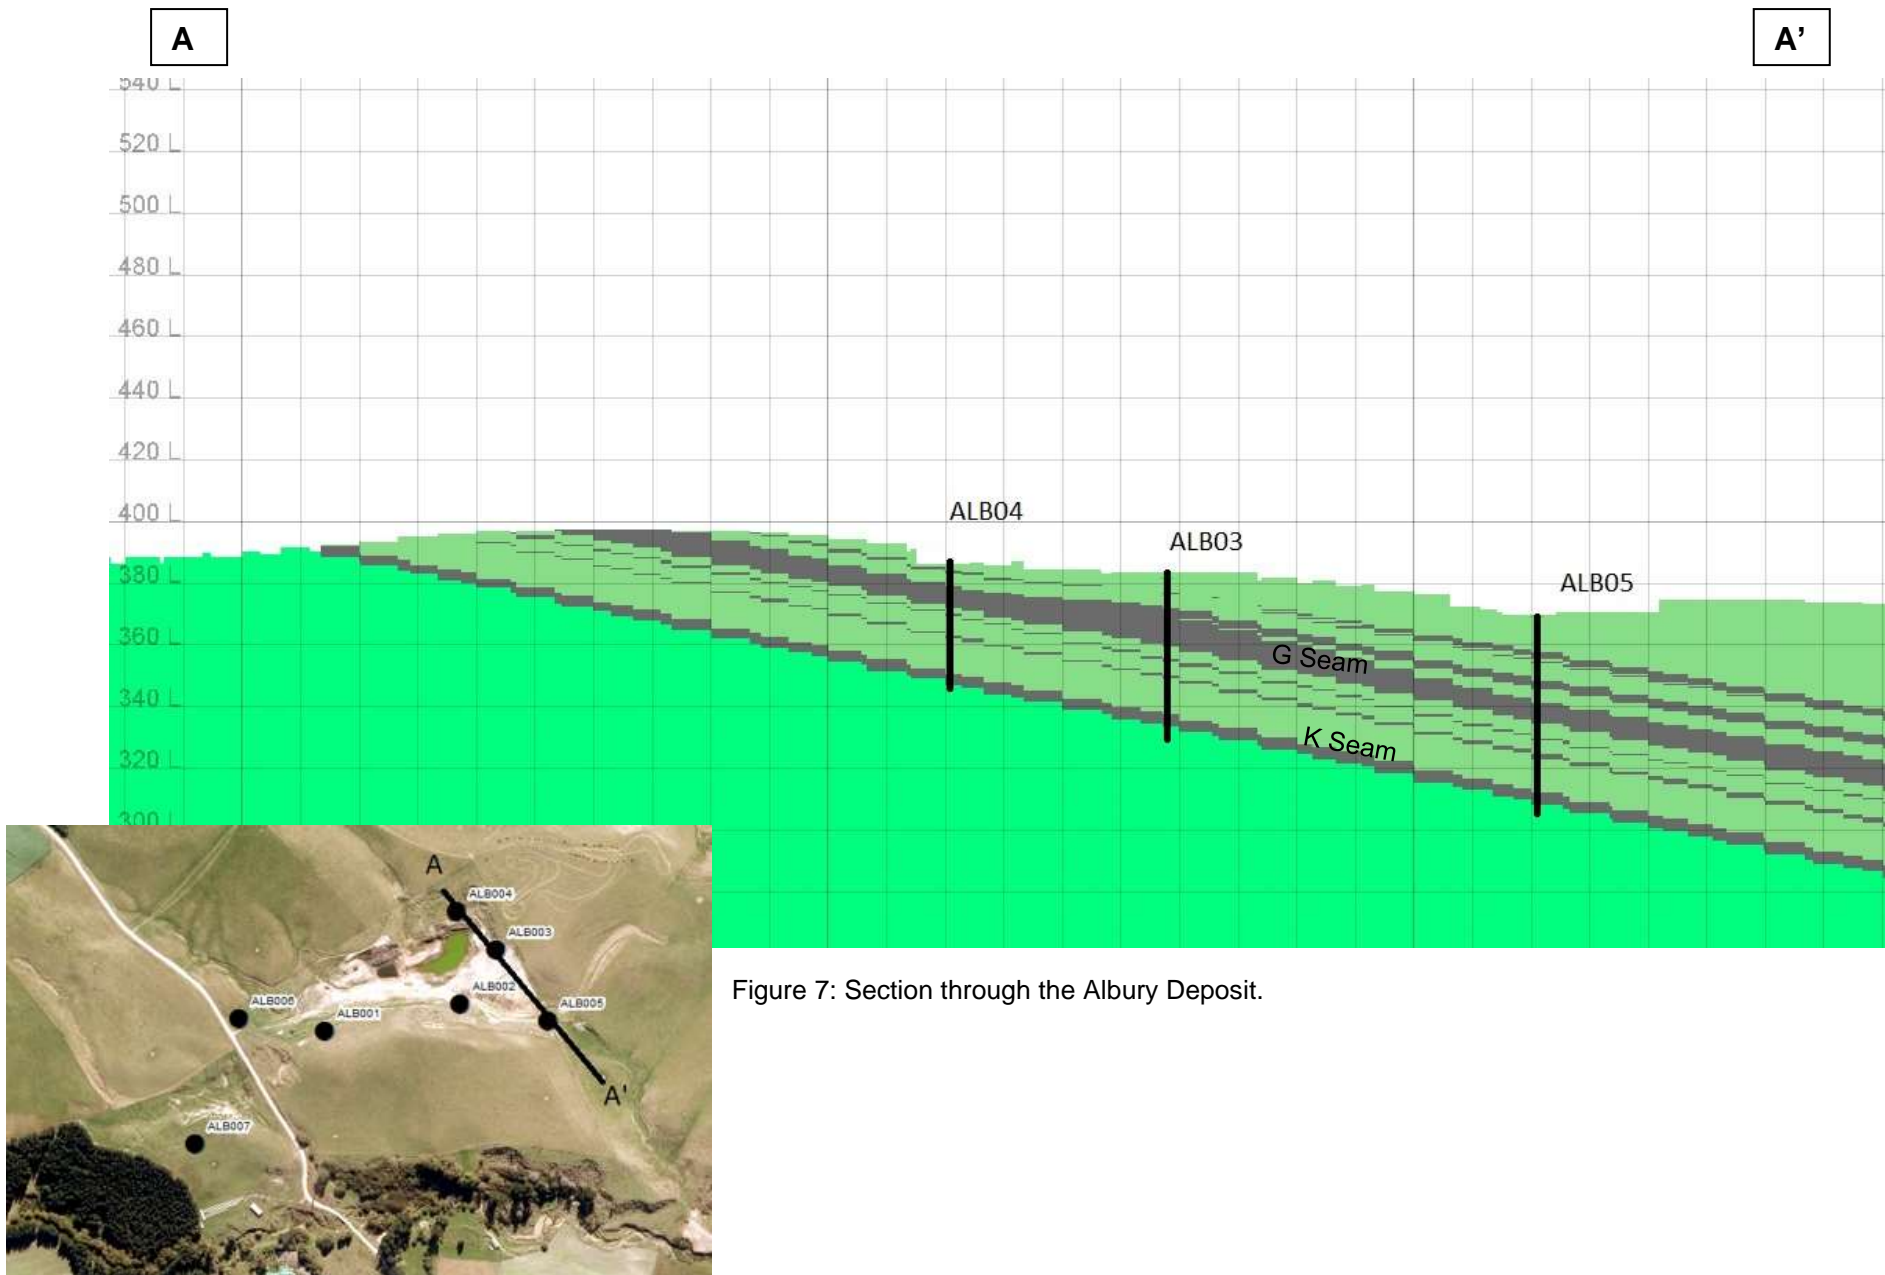 A
A’
540 L
520 L
500 L
480 L
460 L
440 L
420 L
400 L
380 L
360 L
340 L
320 L
300 L
ALB04
ALB03
ALB05
G Seam
K Seam
A
ALB004
ALB003
ALB002
ALB005
ALB006
ALB001
A'
ALB007
Figure 7: Section through the Albury Deposit.